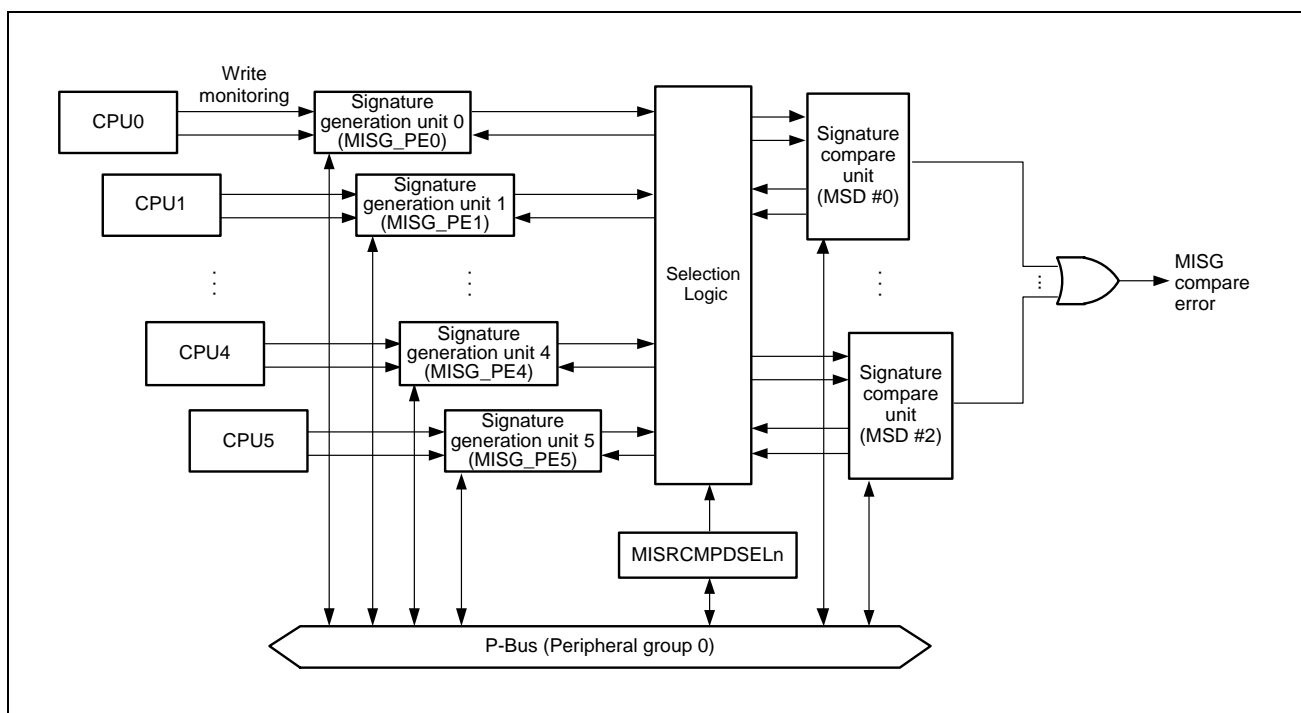 Write
monitoring
CPU0
Signature
generation unit 0
(MISG_PE0)
CPU1
Signature
generation unit 1
(MISG_PE1)
CPU4
Signature
generation unit 4
(MISG_PE4)
CPU5
Signature
generation unit 5
(MISG_PE5)
Selection
Logic
MISRCMPDSELn
Signature
compare
unit
(MSD #0)
Signature
compare
unit
(MSD #2)
MISG
compare
error
P-Bus (Peripheral group 0)